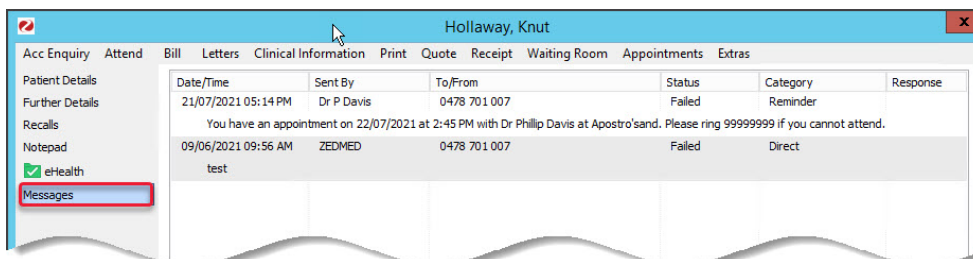 Hollaway, Knut
x
Acc Enquiry Attend Bill Letters Clinical Information Print Quote Receipt Waiting Room Appointments Extras
Patient Details
Further Details
Recalls
Notepad
eHealth
Messages
Date/Time Sent By To/From Status Category Response
21/07/2021 05:14 PM Dr P Davis 0478 701 007 Failed Reminder
You have an appointment on 22/07/2021 at 2:45 PM with Dr Phillip Davis at Apostro'sand. Please ring 99999999 if you cannot attend.
09/06/2021 09:56 AM ZEDMED 0478 701 007 Failed Direct
test